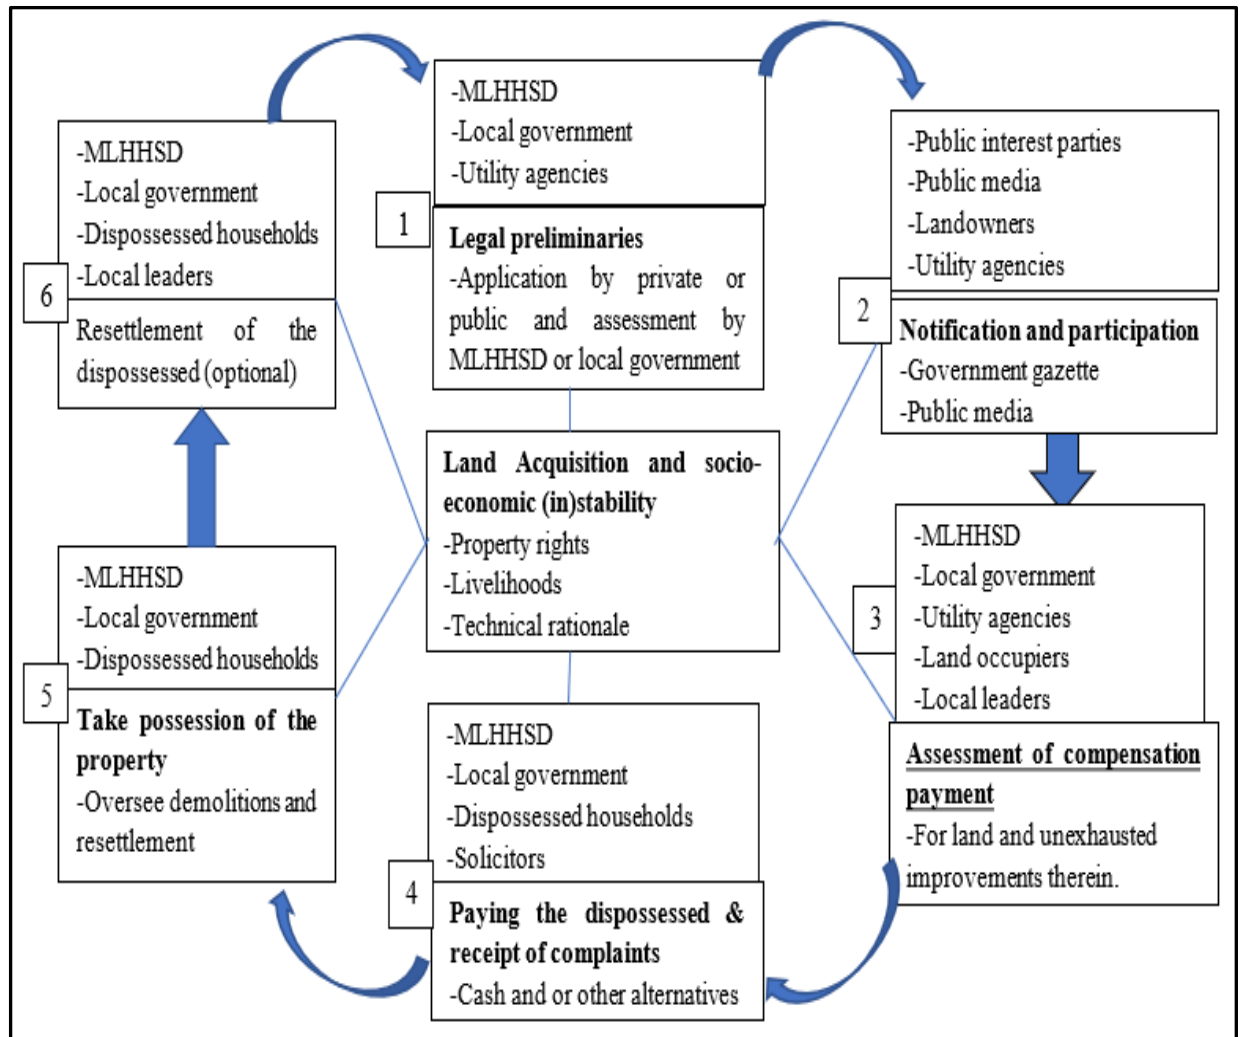 -MLHHSD
-Local government
-Utility agencies
1
Legal preliminaries
-Application by private or
public and assessment by
MLHHSD or local government
-Public interest parties
-Public media
-Landowners
-Utility agencies
2
Notification and participation
-Government gazette
-Public media
-MLHHSD
-Local government
-Utility agencies
-Land occupiers
-Local leaders
3
Assessment of compensation
payment
-For land and unexhausted
improvements therein.
-MLHHSD
-Local government
-Dispossessed households
-Solicitors
4
Paying the dispossessed &
receipt of complaints
-Cash and or other alternatives
-MLHHSD
-Local government
-Dispossessed households
5
Take possession of the
property
-Oversee demolitions and
resettlement
-MLHHSD
-Local government
-Dispossessed households
-Local leaders
6
Resettlement of the
dispossessed (optional)
Land Acquisition and socio-
economic (in)stability
-Property rights
-Livelihoods
-Technical rationale